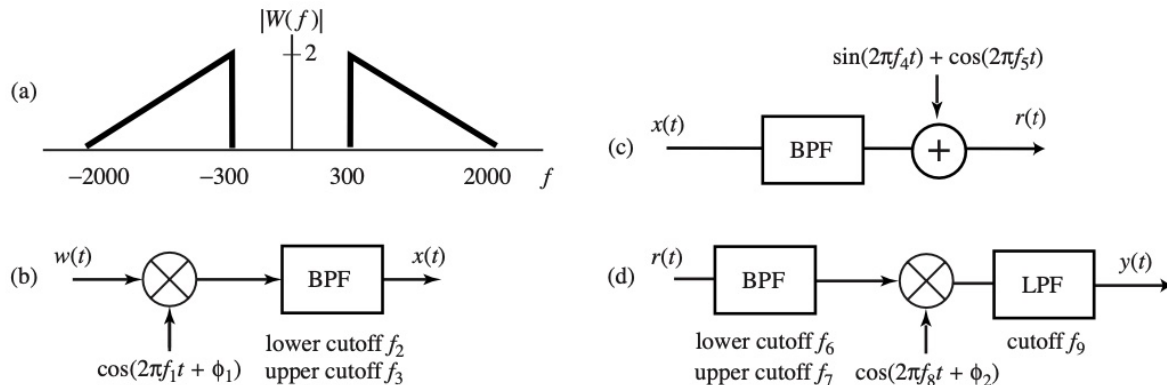 (a)
|W(f)|
2
−2000
−300
300
2000
f
(b)
w(t)
x(t)
BPF
cos(2πf₁t + ϕ₁)
lower cutoff f₂
upper cutoff f₃
sin(2πf₄t) + cos(2πf₅t)
(c)
x(t)
BPF
+
r(t)
(d)
r(t)
BPF
LPF
y(t)
lower cutoff f₆
upper cutoff f₇
cos(2πf₈t + ϕ₂)
cutoff f₉